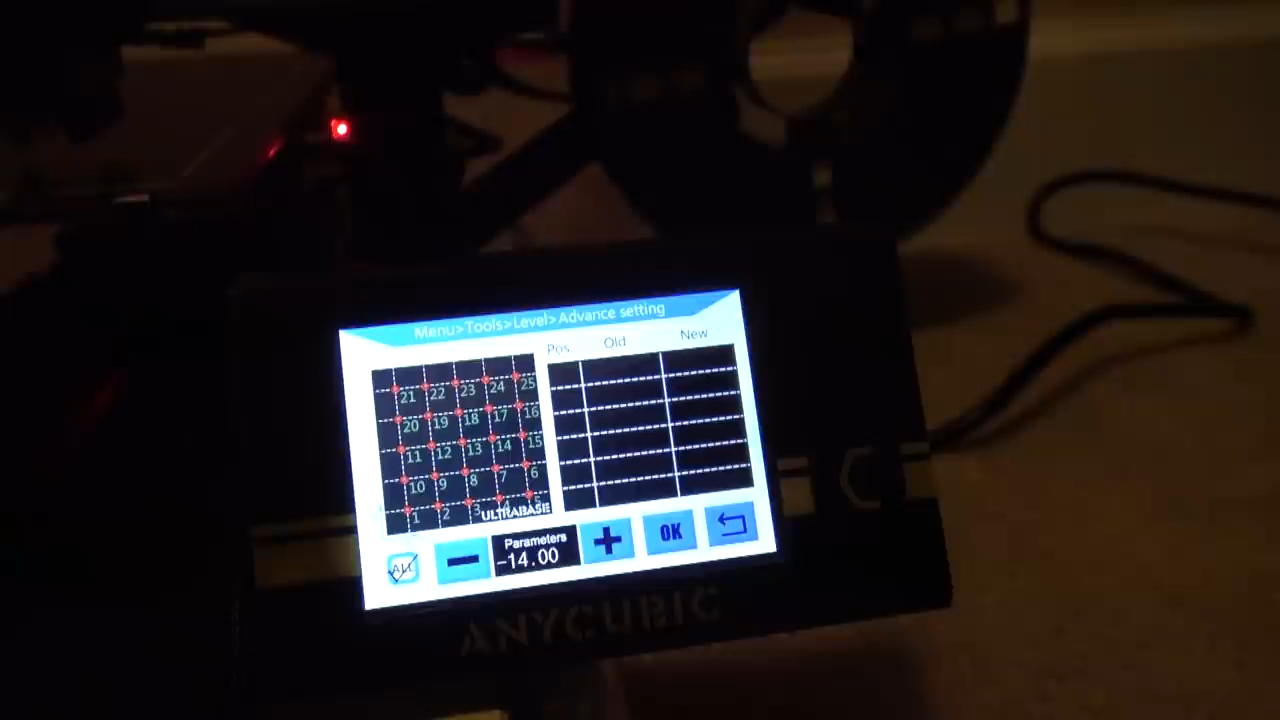 Menu>Tools>Level>Advance setting
Pos Old New
21 22 23 24 25
20 19 18 17 16
11 12 13 14 15
10 9 8 7 6
1 2 3 4 5
ULTRABASE
ALL
Parameters
-14.00
OK
ANYCUBIC